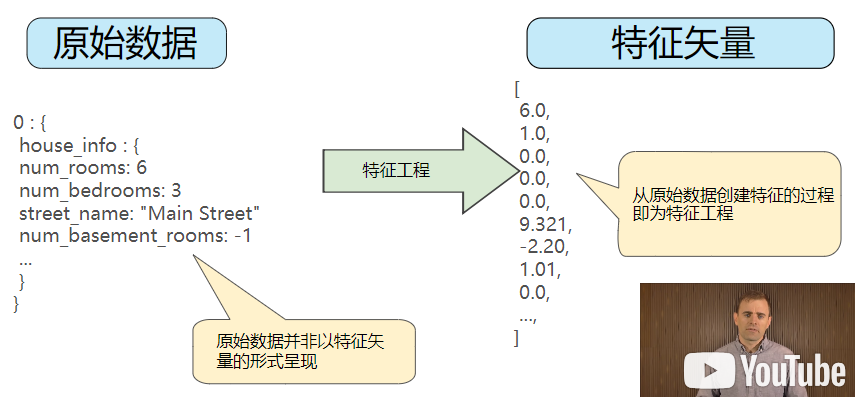 原始数据
特征矢量
0 : {
house_info : {
num_rooms: 6
num_bedrooms: 3
street_name: "Main Street"
num_basement_rooms: -1
...
}
}
原始数据并非以特征矢
量的形式呈现
特征工程
[
6.0,
1.0,
0.0,
0.0,
0.0,
9.321,
-2.20,
1.01,
0.0,
...,
]
从原始数据创建特征的过程
即为特征工程
YouTube